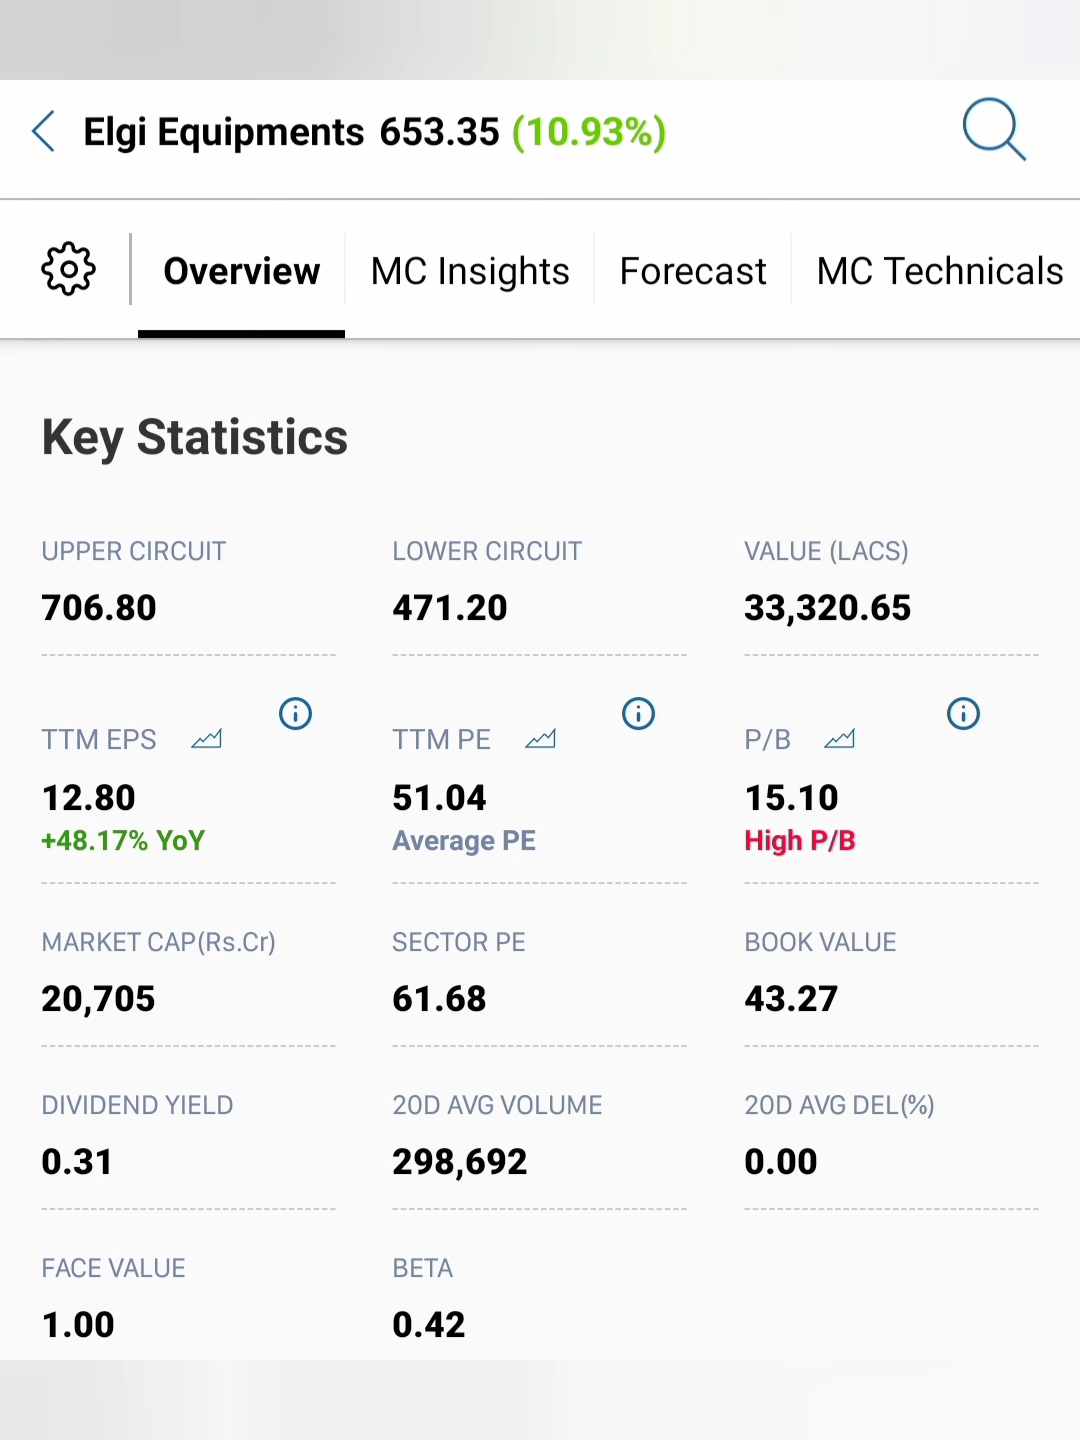 Elgi Equipments 653.35 (10.93%)
Overview MC Insights Forecast MC Technicals
Key Statistics
UPPER CIRCUIT LOWER CIRCUIT VALUE (LACS)
706.80 471.20 33,320.65
TTM EPS TTM PE P/B
12.80 51.04 15.10
+48.17% YoY Average PE High P/B
MARKET CAP(Rs.Cr) SECTOR PE BOOK VALUE
20,705 61.68 43.27
DIVIDEND YIELD 20D AVG VOLUME 20D AVG DEL(%)
0.31 298,692 0.00
FACE VALUE BETA
1.00 0.42